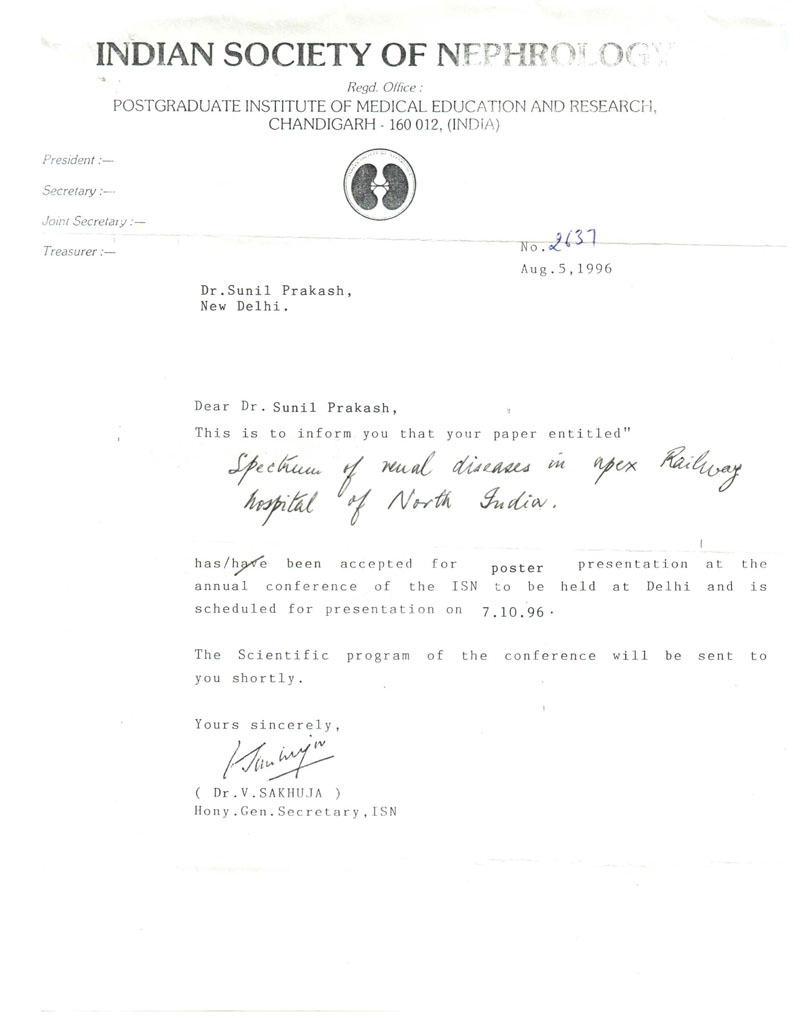 INDIAN SOCIETY OF NEPHROLOGY
Regd. Office :
POSTGRADUATE INSTITUTE OF MEDICAL EDUCATION AND RESEARCH,
CHANDIGARH - 160 012, (INDIA)
President :—
Secretary :—
Joint Secretary :—
Treasurer :—
No. 2637
Aug.5,1996
Dr.Sunil Prakash,
New Delhi.
Dear Dr. Sunil Prakash,
This is to inform you that your paper entitled"
Spectrum of renal diseases in apex Railway
hospital of North India.
has/have been accepted for poster presentation at the
annual conference of the ISN to be held at Delhi and is
scheduled for presentation on 7.10.96.
The Scientific program of the conference will be sent to
you shortly.
Yours sincerely,
( Dr.V.SAKHUJA )
Hony.Gen.Secretary,ISN